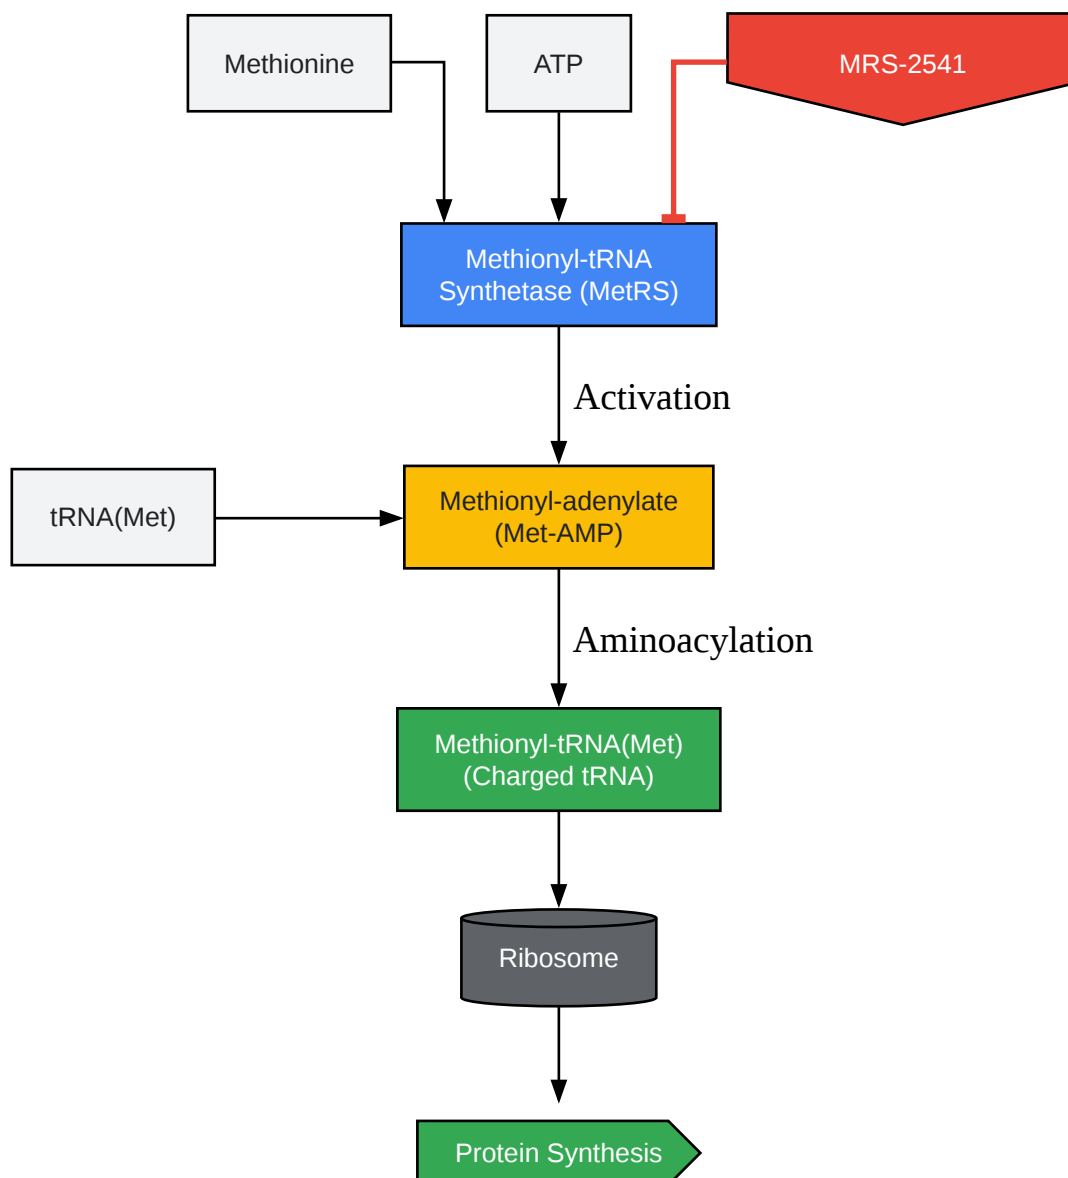 Methionine
ATP
MRS-2541
Methionyl-tRNA
Synthetase (MetRS)
Activation
tRNA(Met)
Methionyl-adenylate
(Met-AMP)
Aminoacylation
Methionyl-tRNA(Met)
(Charged tRNA)
Ribosome
Protein Synthesis